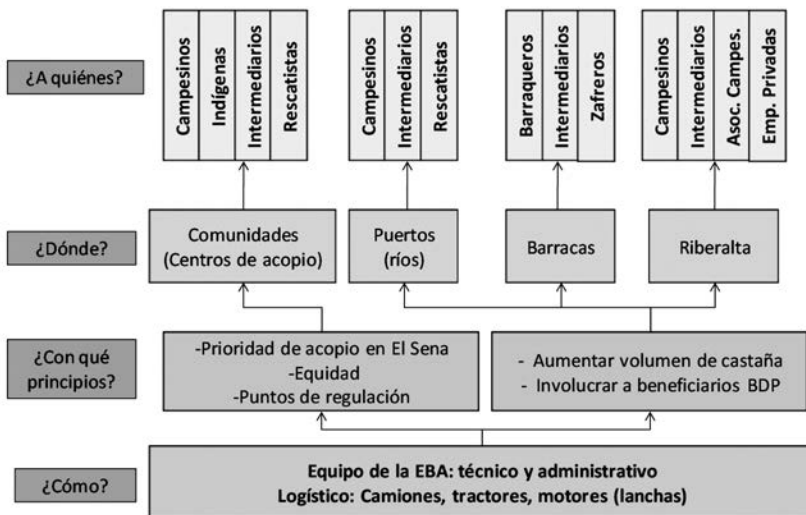 ¿A quiénes?
Campesinos
Indígenas
Intermediarios
Rescatistas
Campesinos
Intermediarios
Rescatistas
Barraqueros
Intermediarios
Zafreros
Campesinos
Intermediarios
Asoc. Campes.
Emp. Privadas
¿Dónde?
Comunidades
(Centros de acopio)
Puertos
(ríos)
Barracas
Riberalta
¿Con qué
principios?
-Prioridad de acopio en El Sena
-Equidad
-Puntos de regulación
- Aumentar volumen de castaña
- Involucrar a beneficiarios BDP
¿Cómo?
Equipo de la EBA: técnico y administrativo
Logístico: Camiones, tractores, motores (lanchas)